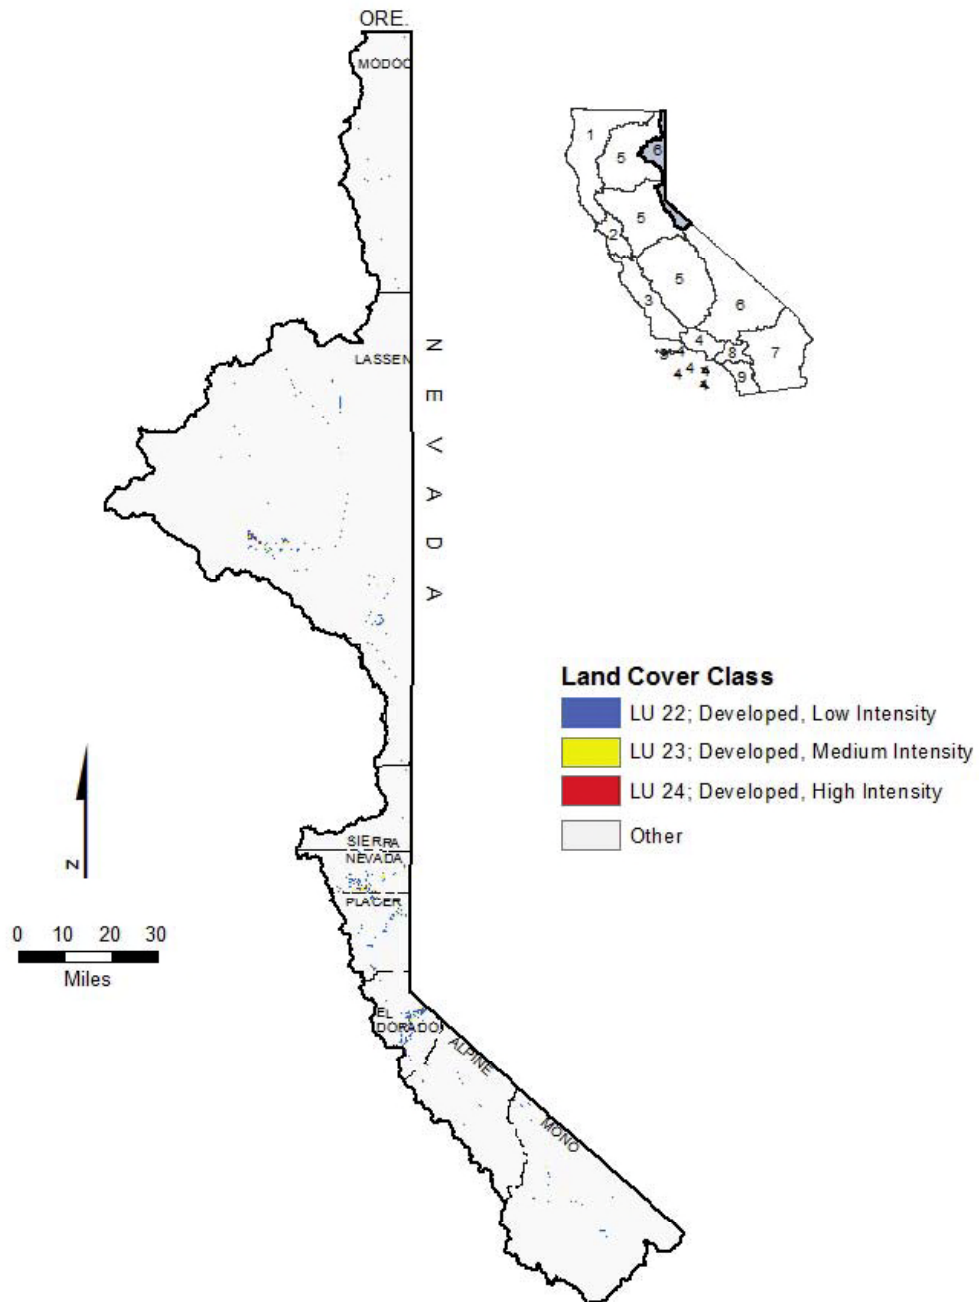 ORE.
MODOC
LASSEN
NEVADA
SIERRA
NEVADA
PLACER
EL
DORADO
ALPINE
MONO
1
5
6
5
2
5
3
6
4
7
8
4
4
9
Land Cover Class
LU 22; Developed, Low Intensity
LU 23; Developed, Medium Intensity
LU 24; Developed, High Intensity
Other
N
0 10 20 30
Miles